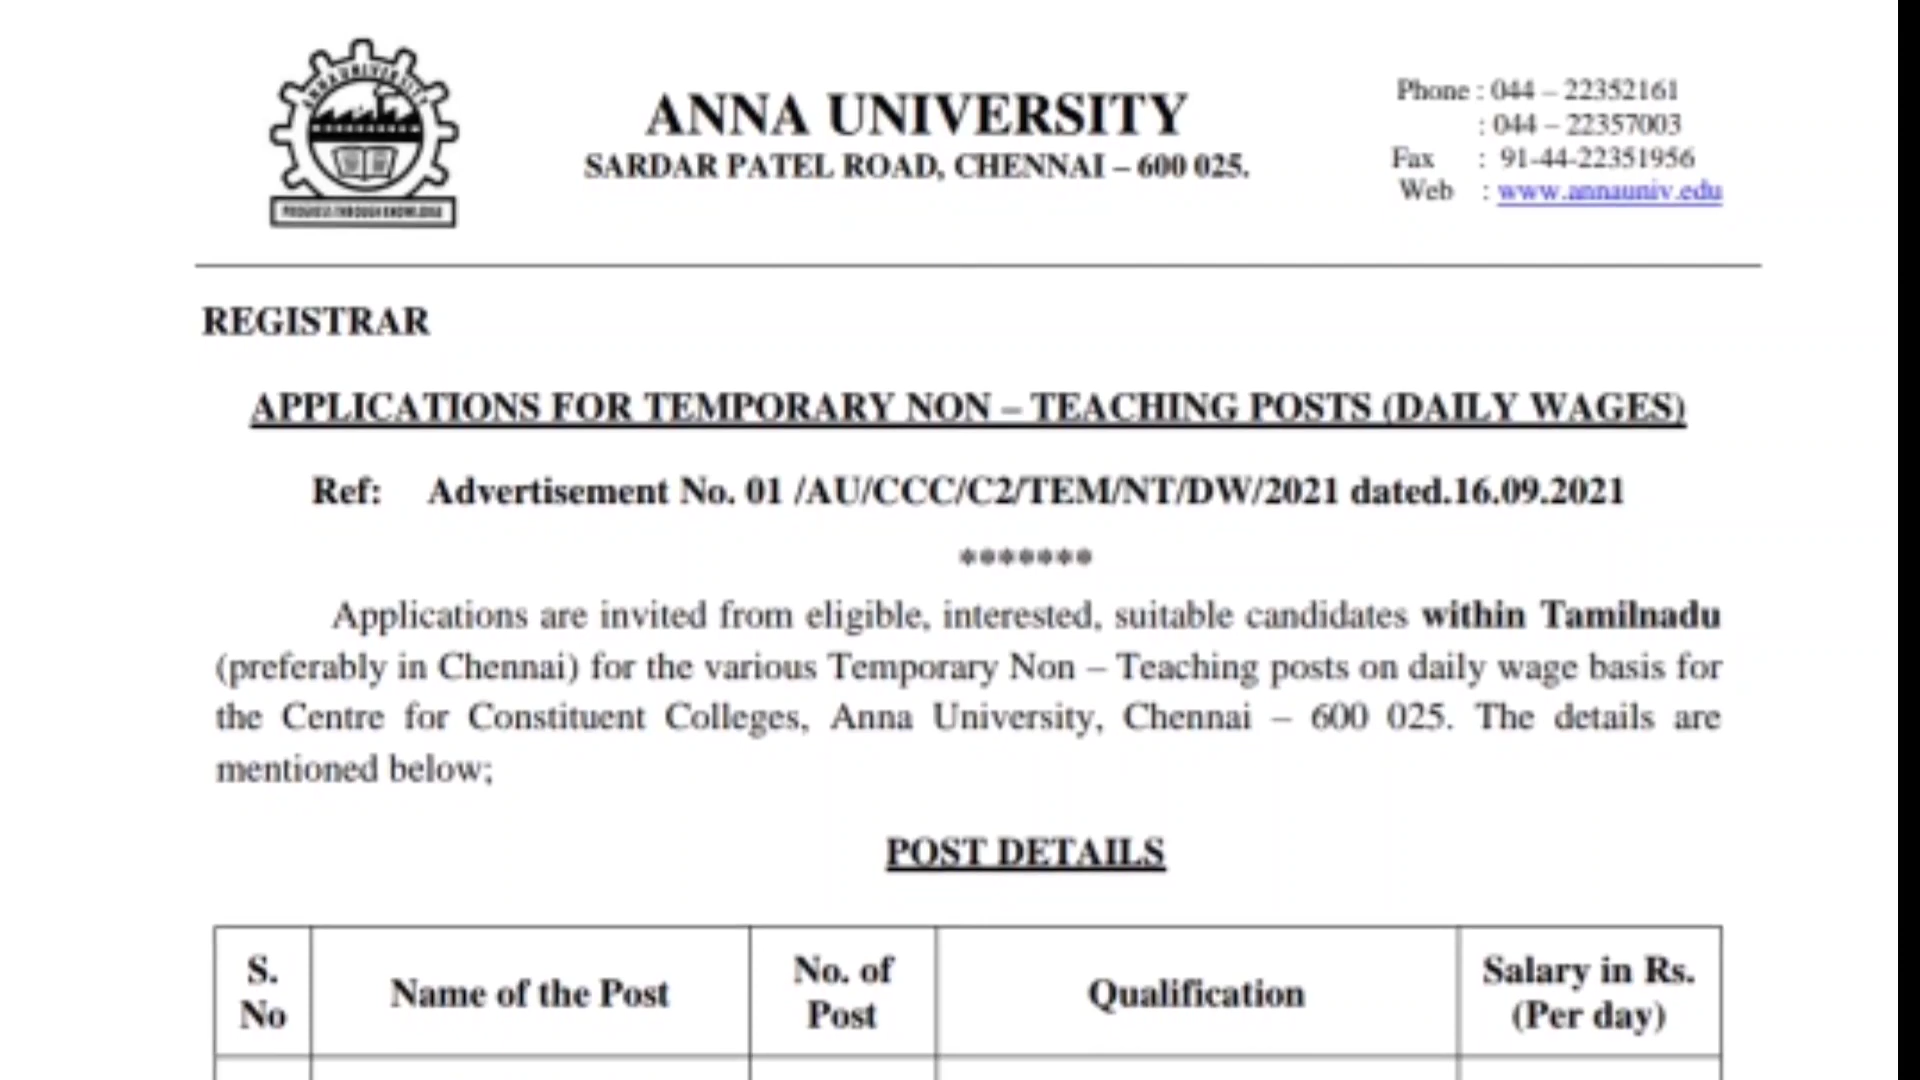 ANNA UNIVERSITY
PROGRESS THROUGH KNOWLEDGE
ANNA UNIVERSITY
SARDAR PATEL ROAD, CHENNAI – 600 025.
Phone : 044 – 22352161
: 044 – 22357003
Fax : 91-44-22351956
Web : www.annauniv.edu
REGISTRAR
APPLICATIONS FOR TEMPORARY NON – TEACHING POSTS (DAILY WAGES)
Ref: Advertisement No. 01 /AU/CCC/C2/TEM/NT/DW/2021 dated.16.09.2021
*******
Applications are invited from eligible, interested, suitable candidates within Tamilnadu
(preferably in Chennai) for the various Temporary Non – Teaching posts on daily wage basis for
the Centre for Constituent Colleges, Anna University, Chennai – 600 025. The details are
mentioned below;
POST DETAILS
S. No
Name of the Post
No. of Post
Qualification
Salary in Rs. (Per day)